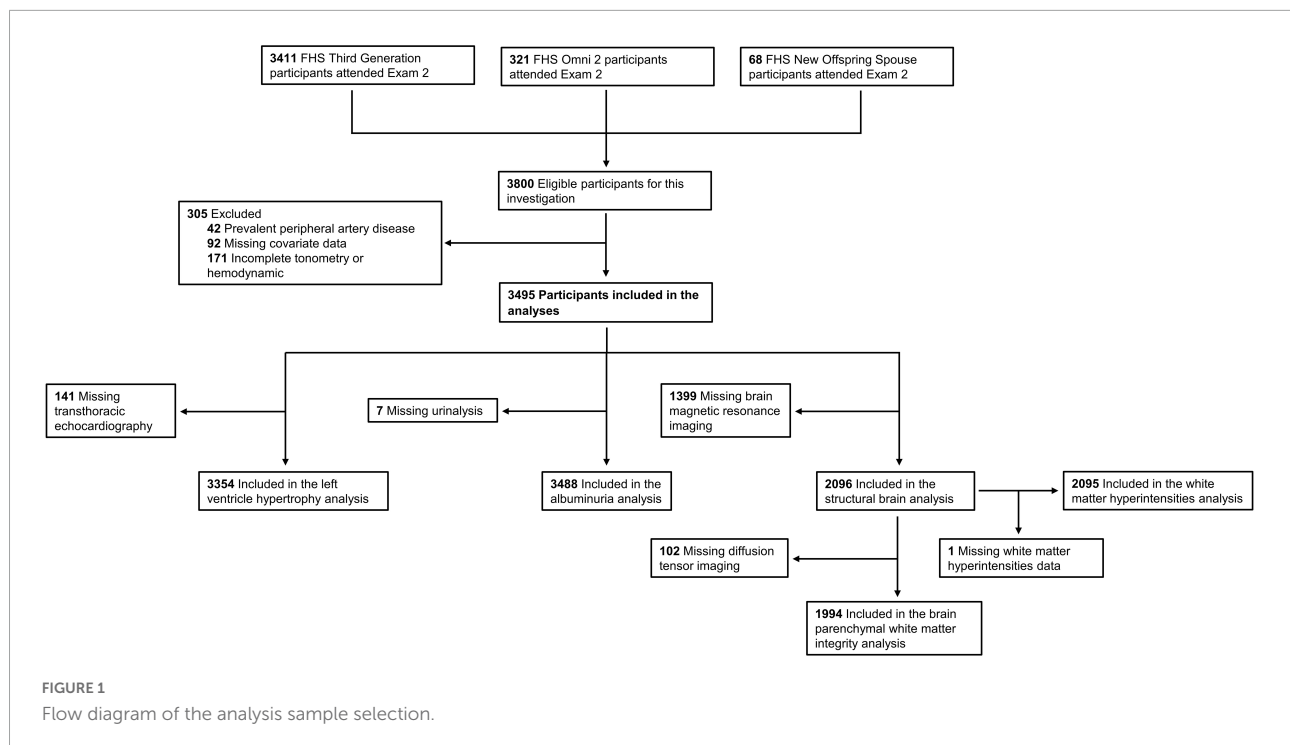 3411 FHS Third Generation
participants attended Exam 2
321 FHS Omni 2 participants
attended Exam 2
68 FHS New Offspring Spouse
participants attended Exam 2
3800 Eligible participants for this
investigation
305 Excluded
42 Prevalent peripheral artery disease
92 Missing covariate data
171 Incomplete tonometry or
hemodynamic
3495 Participants included in the
analyses
141 Missing
transthoracic
echocardiography
7 Missing urinalysis
1399 Missing brain
magnetic resonance
imaging
3354 Included in the left
ventricle hypertrophy analysis
3488 Included in the
albuminuria analysis
2096 Included in the
structural brain analysis
2095 Included in the white
matter hyperintensities analysis
102 Missing diffusion
tensor imaging
1 Missing white matter
hyperintensities data
1994 Included in the brain
parenchymal white matter
integrity analysis
FIGURE 1
Flow diagram of the analysis sample selection.